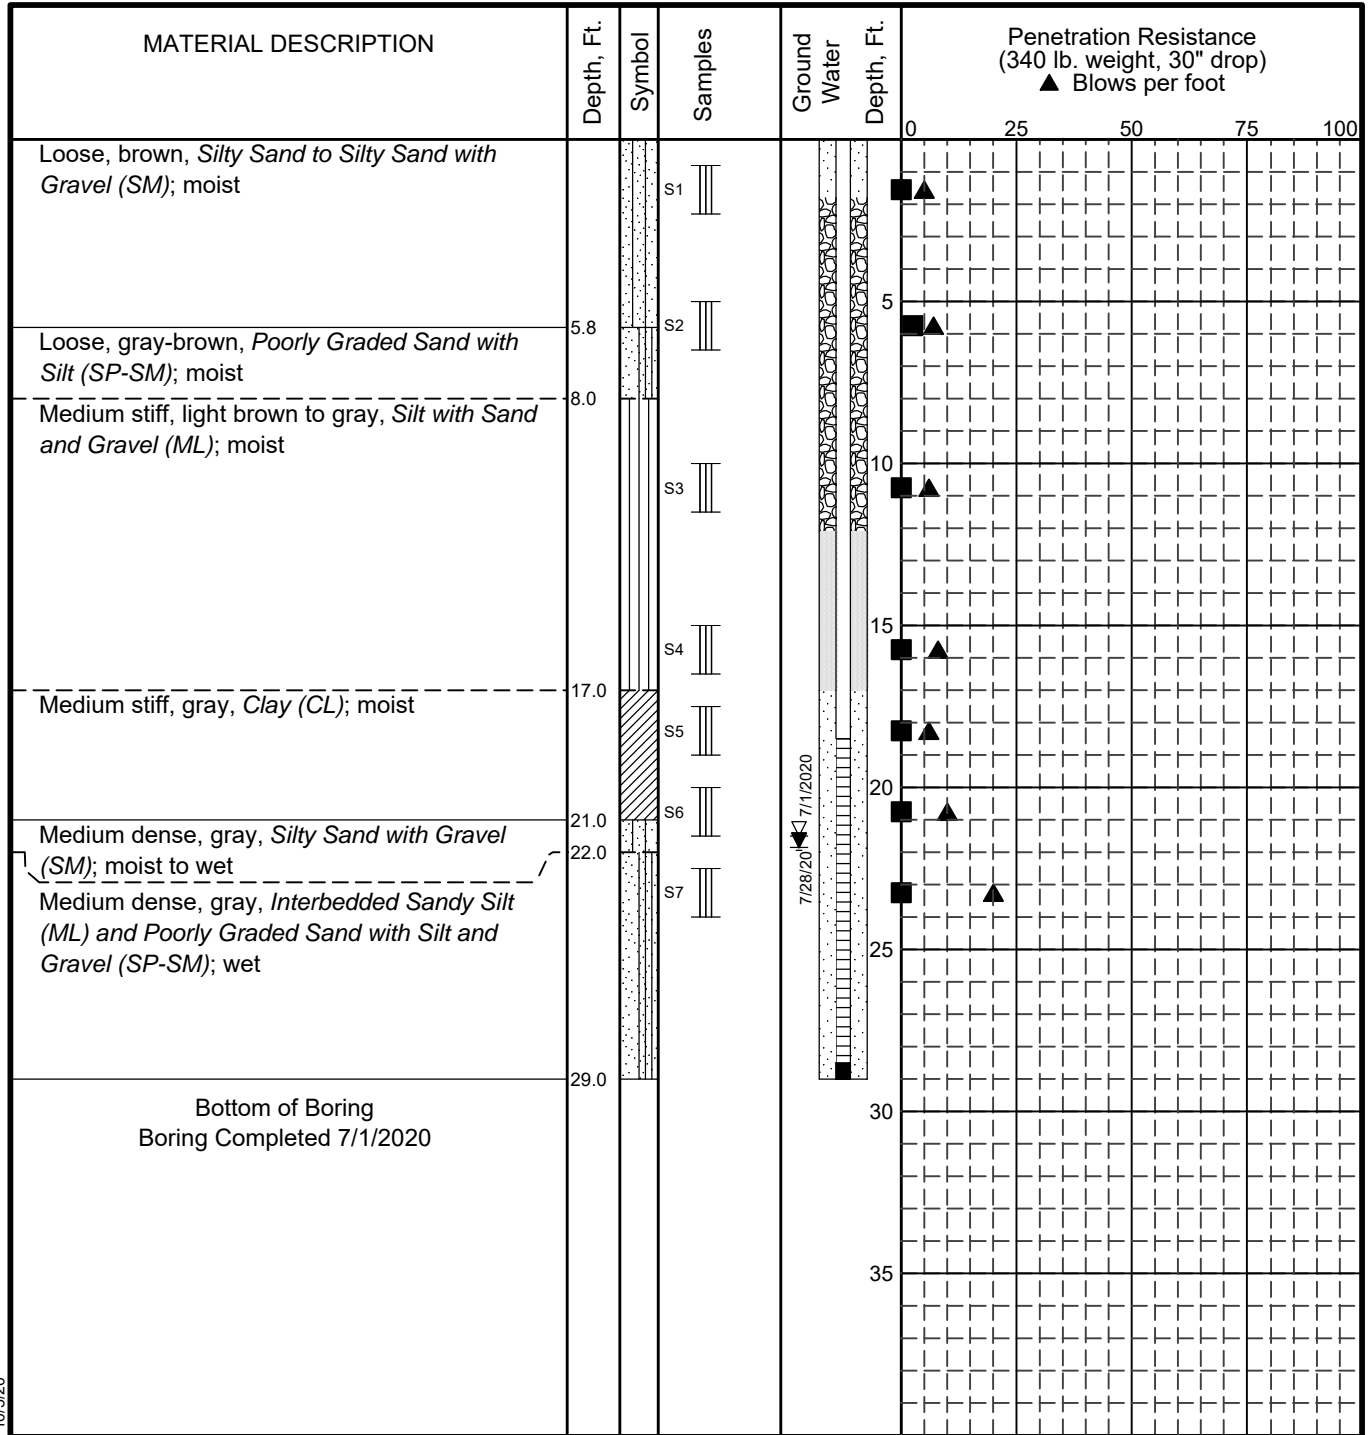 MATERIAL DESCRIPTION
Depth, Ft.
Symbol
Samples
Ground
Water
Depth, Ft.
Penetration Resistance
(340 lb. weight, 30" drop)
▲ Blows per foot
0 25 50 75 100
Loose, brown, Silty Sand to Silty Sand with
Gravel (SM); moist
S1
5
S2
5.8
Loose, gray-brown, Poorly Graded Sand with
Silt (SP-SM); moist
8.0
Medium stiff, light brown to gray, Silt with Sand
and Gravel (ML); moist
10
S3
15
S4
17.0
Medium stiff, gray, Clay (CL); moist
S5
7/1/2020
20
S6
21.0
Medium dense, gray, Silty Sand with Gravel
(SM); moist to wet
22.0
7/28/20
S7
Medium dense, gray, Interbedded Sandy Silt
(ML) and Poorly Graded Sand with Silt and
Gravel (SP-SM); wet
25
29.0
Bottom of Boring
Boring Completed 7/1/2020
30
35